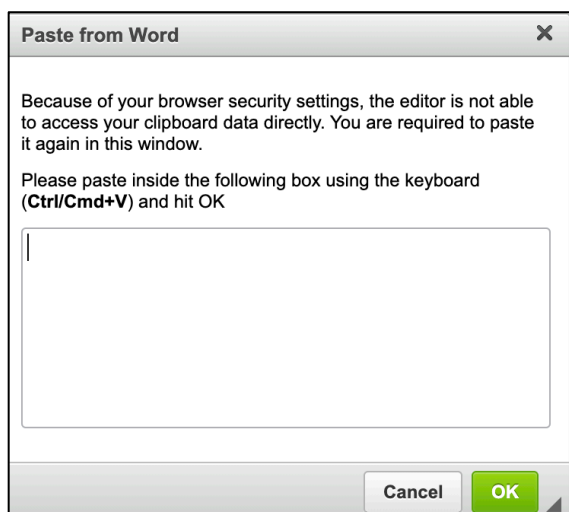 Paste from Word
Because of your browser security settings, the editor is not able
to access your clipboard data directly. You are required to paste
it again in this window.
Please paste inside the following box using the keyboard
(Ctrl/Cmd+V) and hit OK
Cancel
OK